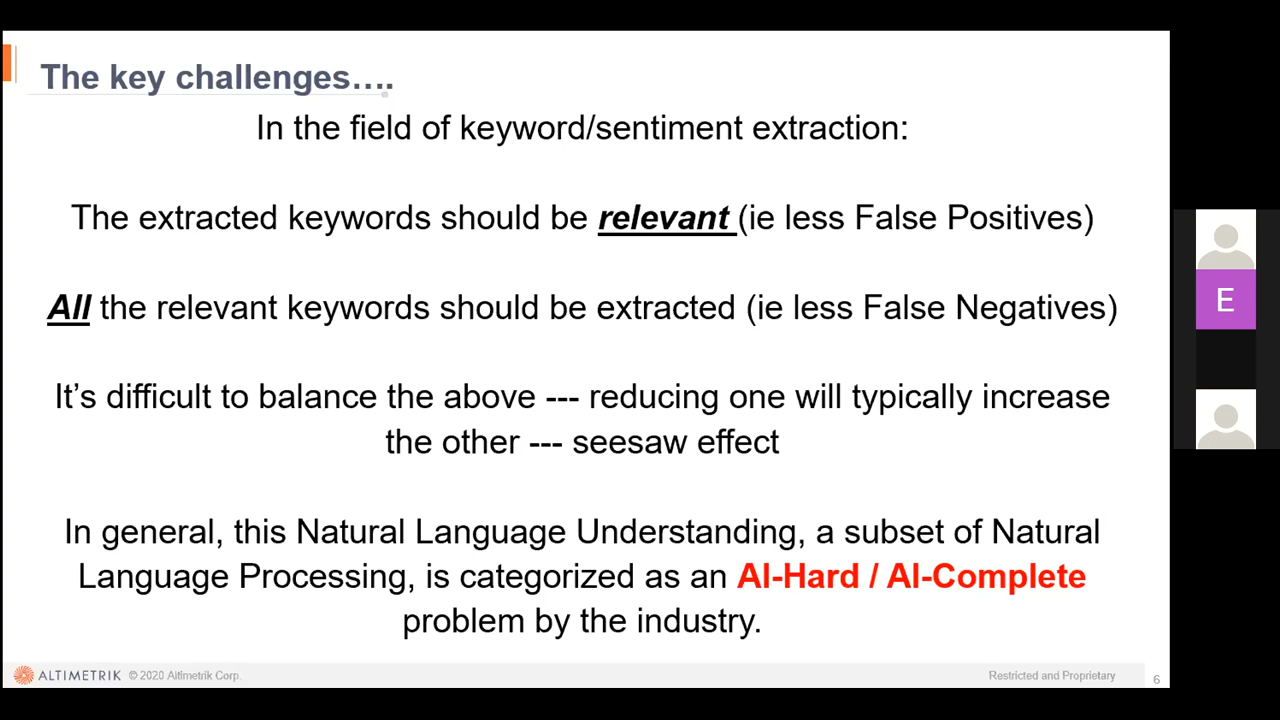 The key challenges….
In the field of keyword/sentiment extraction:
The extracted keywords should be relevant (ie less False Positives)
All the relevant keywords should be extracted (ie less False Negatives)
It’s difficult to balance the above --- reducing one will typically increase
the other --- seesaw effect
In general, this Natural Language Understanding, a subset of Natural
Language Processing, is categorized as an AI-Hard / AI-Complete
problem by the industry.
ALTIMETRIK © 2020 Altimetrik Corp.
Restricted and Proprietary
6
E